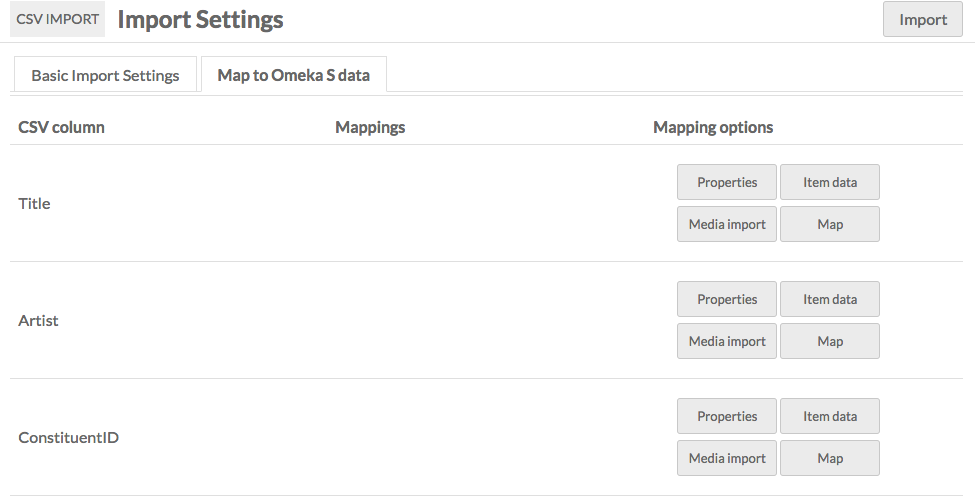 CSV IMPORT Import Settings Import
Basic Import Settings Map to Omeka S data
CSV column Mappings Mapping options
Title
Properties Item data
Media import Map
Artist
Properties Item data
Media import Map
ConstituentID
Properties Item data
Media import Map